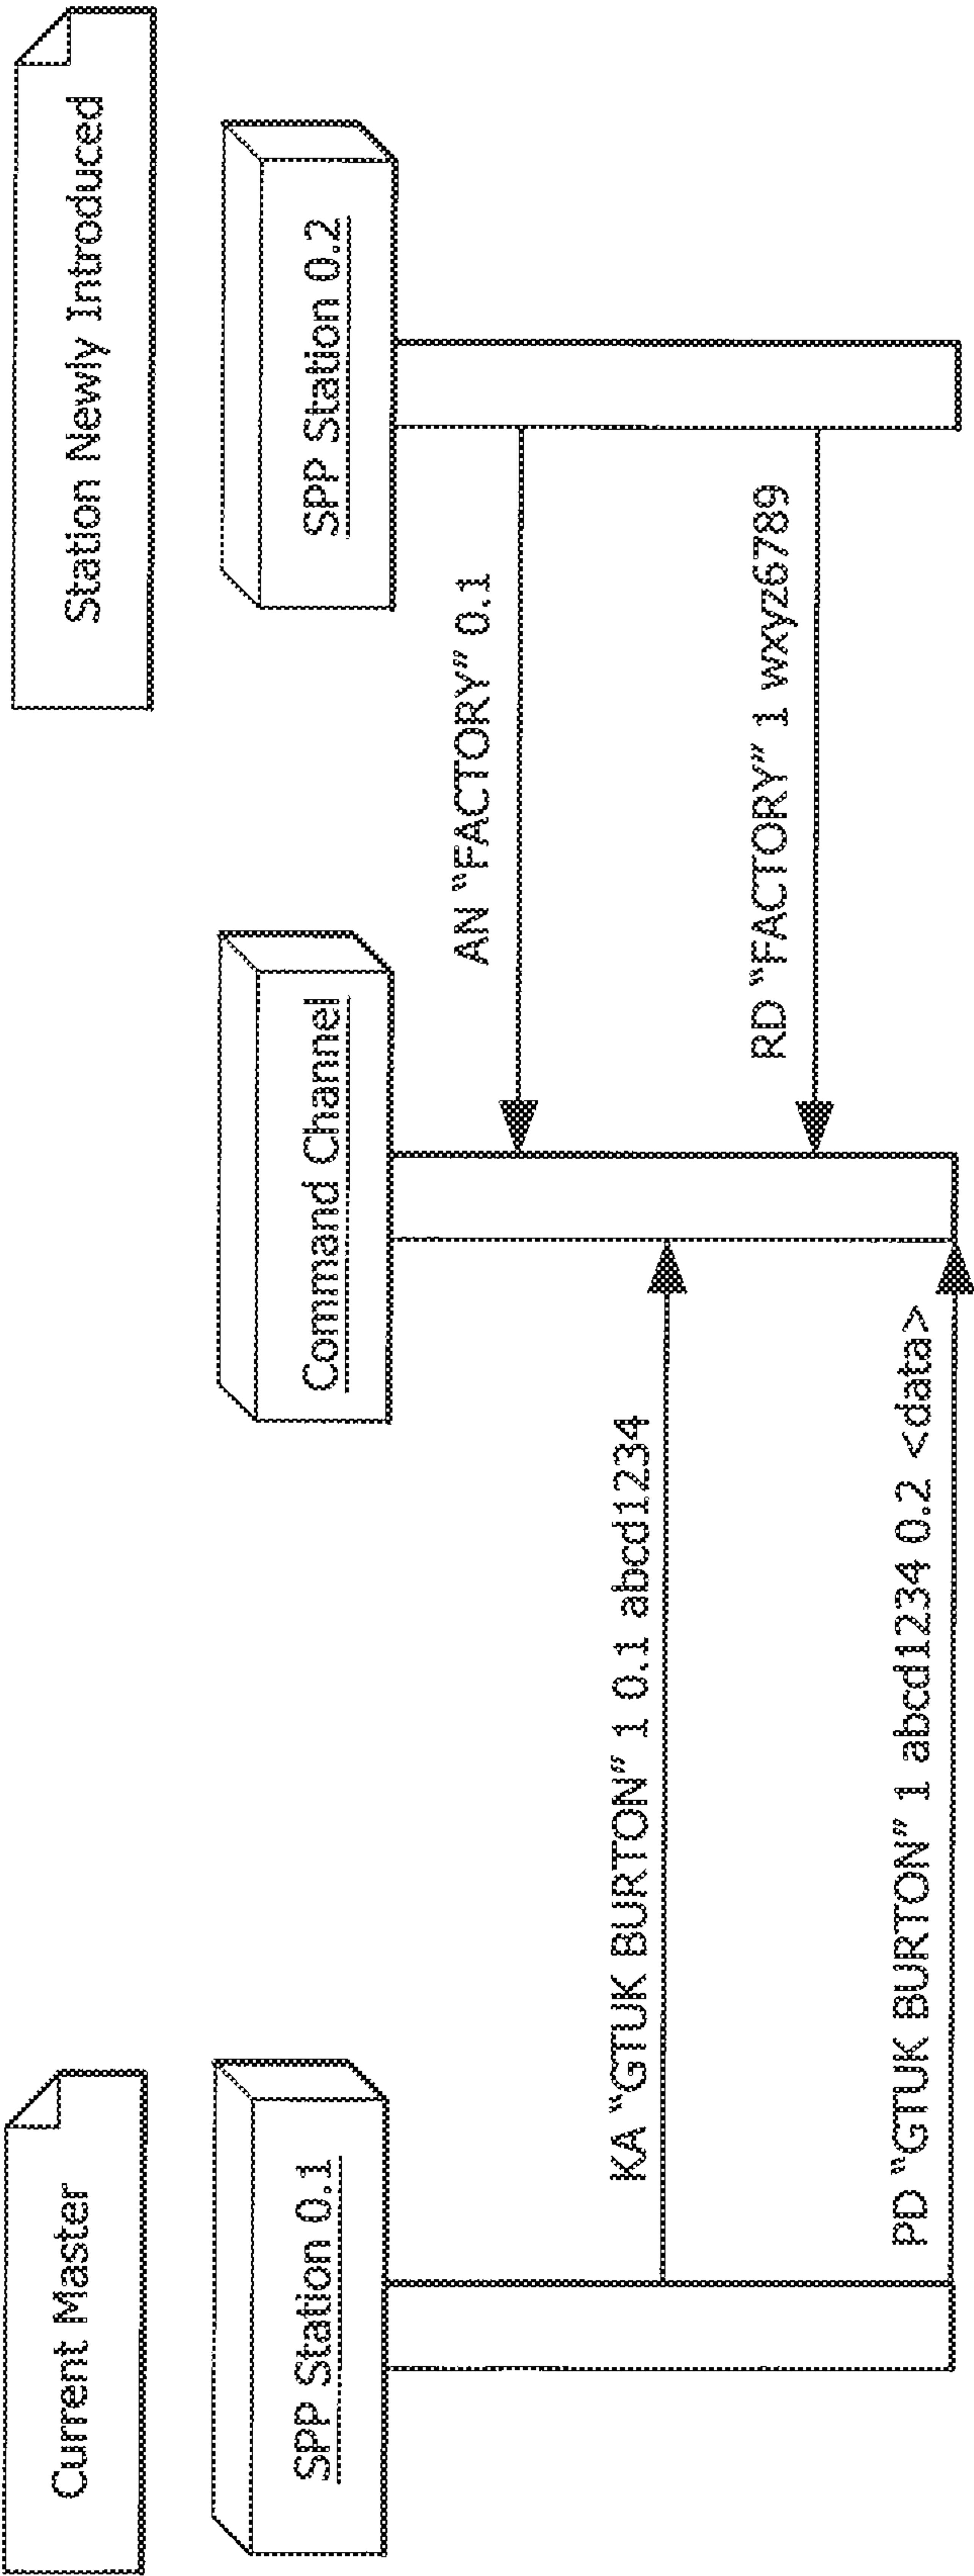 Current Master
Station Newly Introduced
SPP Station 0.1
Command Channel
SPP Station 0.2
AN “FACTORY” 0.1
KA “GTUK BURTON” 1 0.1 abcd1234
RD “FACTORY” 1 wxyz6789
PD “GTUK BURTON” 1 abcd1234 0.2 <data>